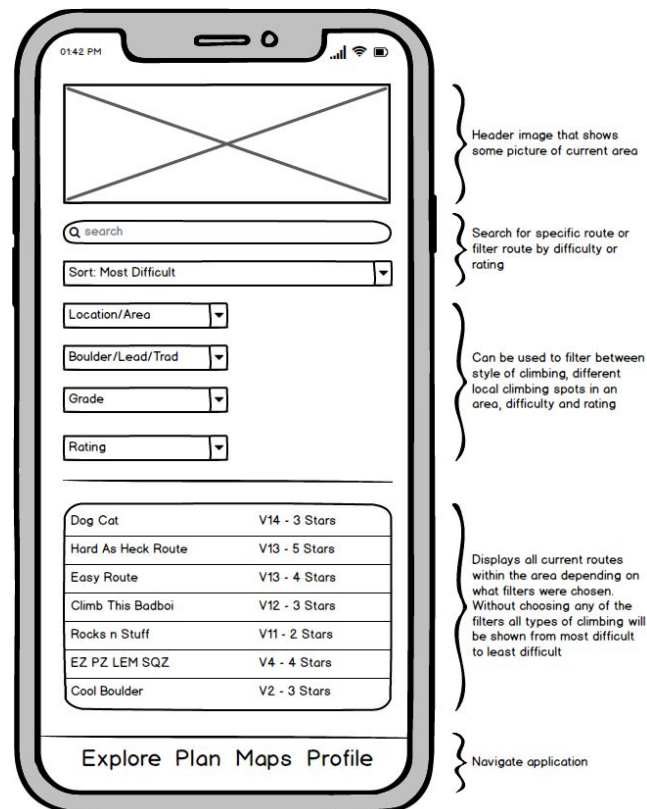 01:42 PM
Header image that shows
some picture of current area
search
Search for specific route or
filter route by difficulty or
rating
Sort: Most Difficult
Location/Area
Boulder/Lead/Trad
Grade
Rating
Can be used to filter between
style of climbing, different
local climbing spots in an
area, difficulty and rating
Dog Cat V14 - 3 Stars
Hard As Heck Route V13 - 5 Stars
Easy Route V13 - 4 Stars
Climb This Badboi V12 - 3 Stars
Rocks n Stuff V11 - 2 Stars
EZ PZ LEM SQZ V4 - 4 Stars
Cool Boulder V2 - 3 Stars
Displays all current routes
within the area depending on
what filters were chosen.
Without choosing any of the
filters all types of climbing will
be shown from most difficult
to least difficult
Explore Plan Maps Profile
Navigate application